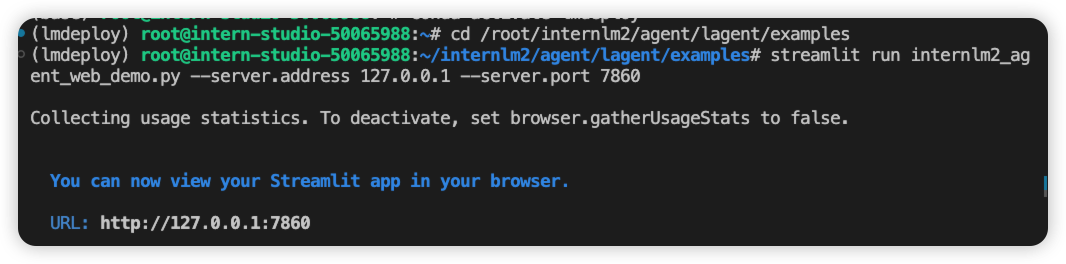 (lmdeploy) root@intern-studio-50065988:~# cd /root/internlm2/agent/lagent/examples
(lmdeploy) root@intern-studio-50065988:~/internlm2/agent/lagent/examples# streamlit run internlm2_ag
ent_web_demo.py --server.address 127.0.0.1 --server.port 7860
Collecting usage statistics. To deactivate, set browser.gatherUsageStats to false.
You can now view your Streamlit app in your browser.
URL: http://127.0.0.1:7860